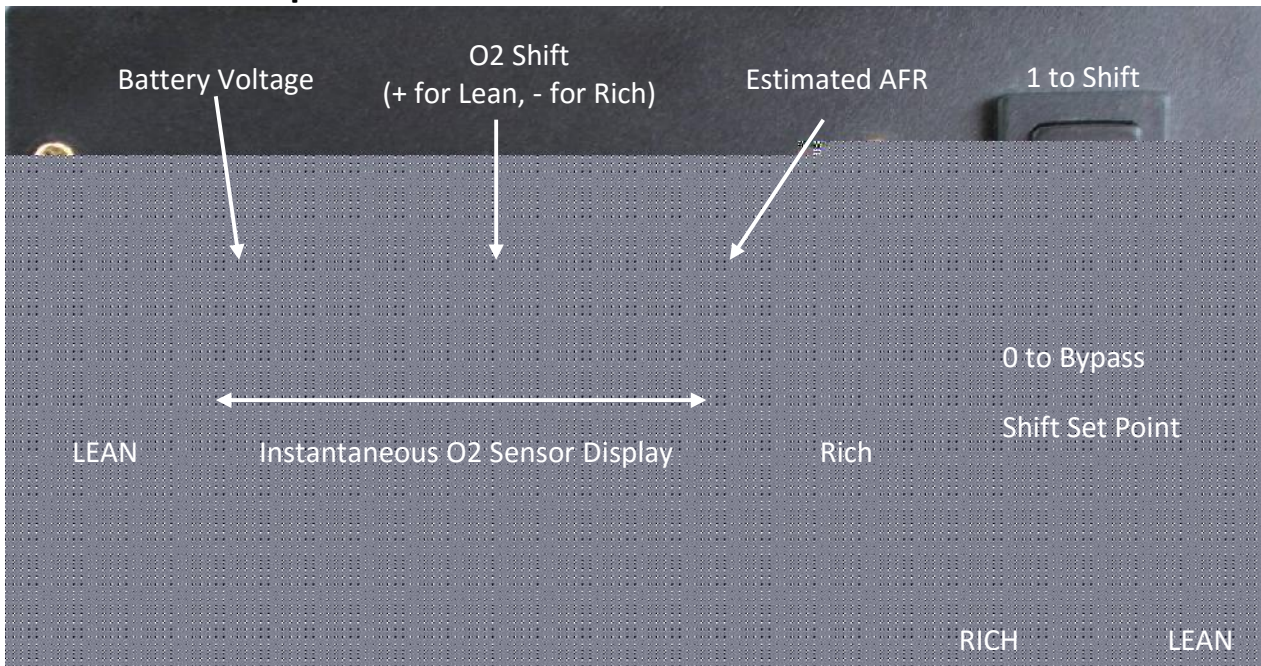 Battery Voltage
O2 Shift
(+ for Lean, - for Rich)
Estimated AFR
1 to Shift
0 to Bypass
Shift Set Point
LEAN
Instantaneous O2 Sensor Display
Rich
RICH
LEAN